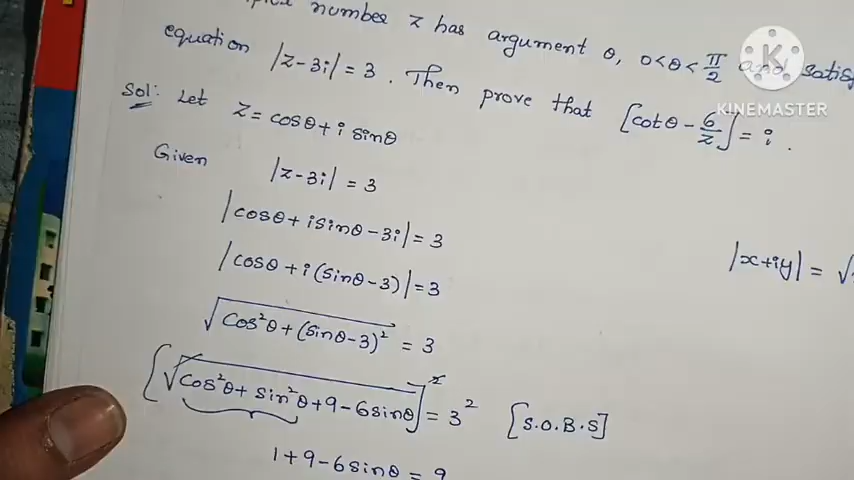 number z has argument θ, 0<θ<π/2 and satis
equation |z-3i| = 3. Then prove that [cotθ - 6/z] = i.
Sol: Let z = cosθ + i sinθ
Given |z-3i| = 3
|cosθ + i sinθ - 3i| = 3
|cosθ + i(sinθ-3)| = 3
|x+iy| = √
√cos²θ + (sinθ-3)² = 3
[√cos²θ + sin²θ + 9 - 6sinθ]² = 3² [S.O.B.S]
1 + 9 - 6sinθ = 9
K
KINEMASTER